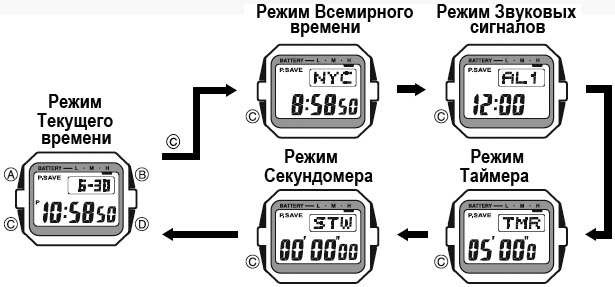 Режим Всемирного
времени
BATTERY L · M · H
P.SAVE
NYC
8:58 50
C
Режим Звуковых
сигналов
BATTERY L · M · H
P.SAVE
AL1
12:00
C
Режим
Текущего
времени
C
BATTERY L · M · H
A
B
P.SAVE
6-30
P
10:58 50
C
D
Режим
Секундомера
BATTERY L · M · H
P.SAVE
STW
00'00"00
C
Режим
Таймера
BATTERY L · M · H
P.SAVE
TMR
05'00"0
C